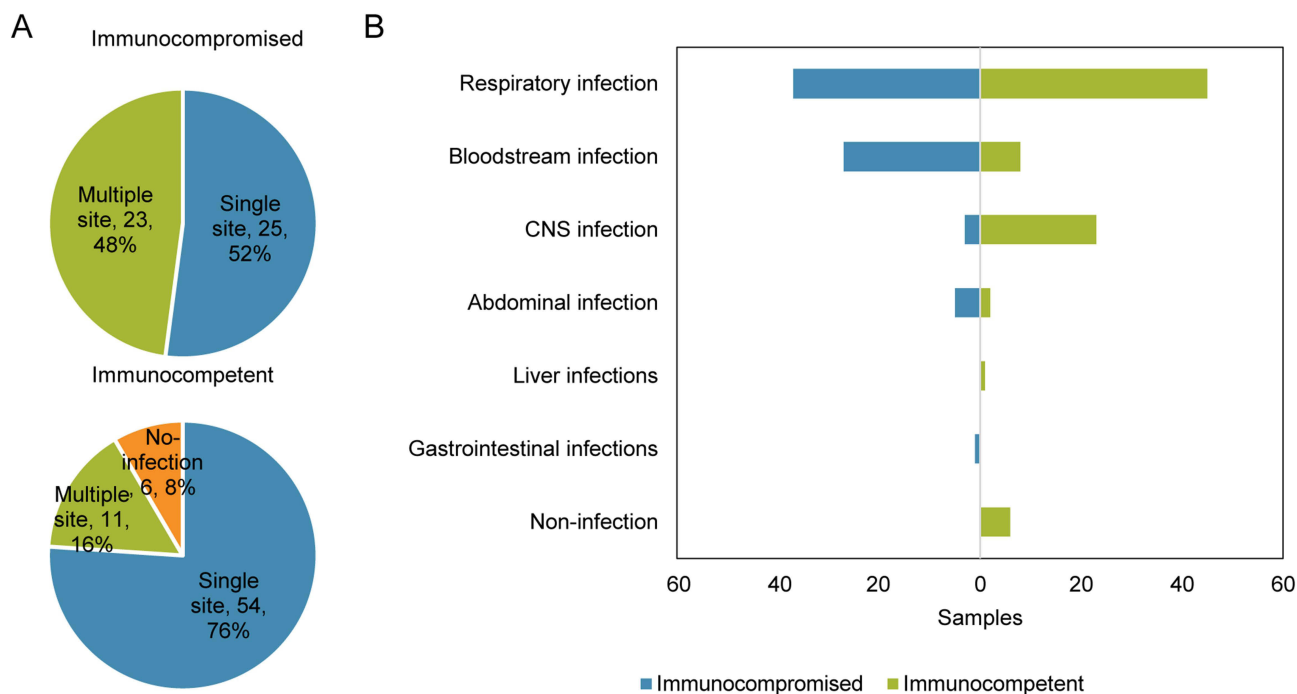 A
Immunocompromised
Multiple
site, 23,
48%
Single
site, 25,
52%
Immunocompetent
No-
infection
, 6, 8%
Multiple
site, 11,
16%
Single
site, 54,
76%
B
Respiratory infection
Bloodstream infection
CNS infection
Abdominal infection
Liver infections
Gastrointestinal infections
Non-infection
60 40 20 0 20 40 60
Samples
Immunocompromised Immunocompetent